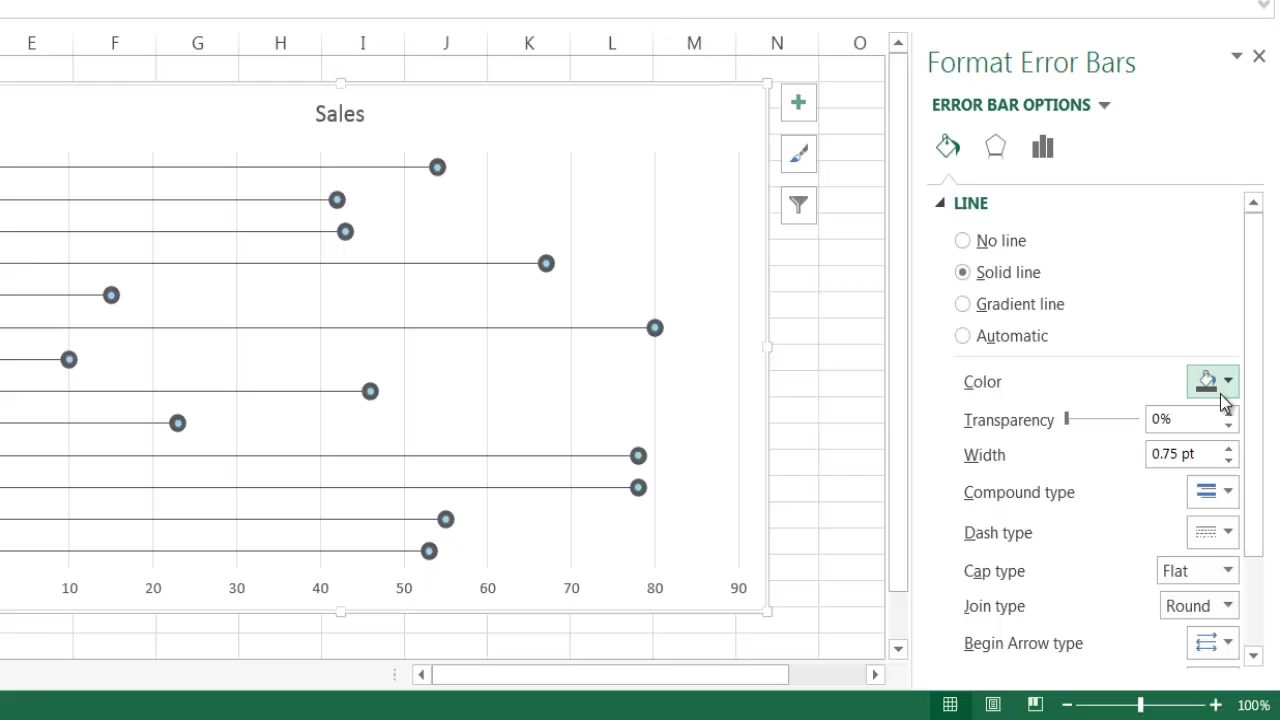 E F G H I J K L M N O
Format Error Bars
ERROR BAR OPTIONS
Sales
LINE
No line
Solid line
Gradient line
Automatic
Color
Transparency 0%
Width 0.75 pt
Compound type
Dash type
Cap type Flat
Join type Round
Begin Arrow type
10 20 30 40 50 60 70 80 90
100%